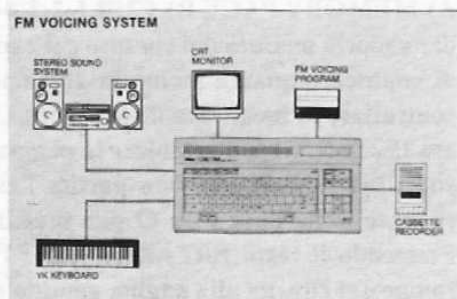 FM VOICING SYSTEM
STEREO SOUND
SYSTEM
CRT
MONITOR
FM VOICING
PROGRAM
CASSETTE
RECORDER
YK KEYBOARD